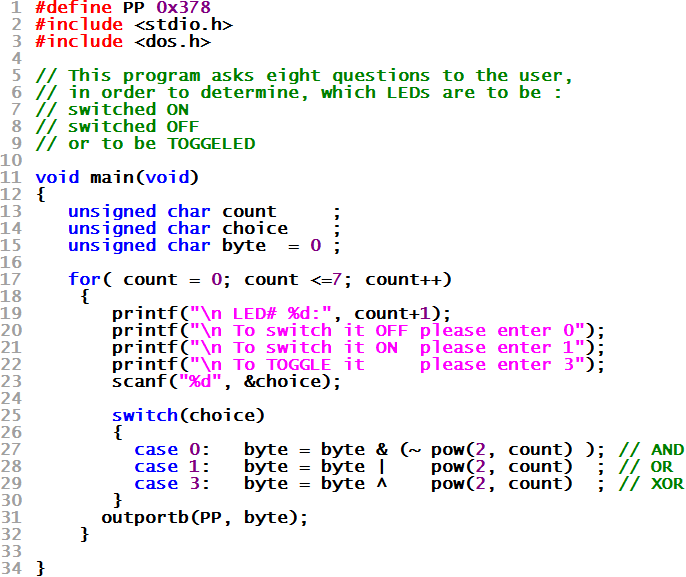 1 #define PP 0x378
2 #include <stdio.h>
3 #include <dos.h>
4
5 // This program asks eight questions to the user,
6 // in order to determine, which LEDs are to be :
7 // switched ON
8 // switched OFF
9 // or to be TOGGELED
10
11 void main(void)
12 {
13    unsigned char count     ;
14    unsigned char choice    ;
15    unsigned char byte  = 0 ;
16
17    for( count = 0; count <=7; count++)
18     {
19        printf("\n LED# %d:", count+1);
20        printf("\n To switch it OFF please enter 0");
21        printf("\n To switch it ON  please enter 1");
22        printf("\n To TOGGLE it     please enter 3");
23        scanf("%d", &choice);
24
25        switch(choice)
26        {
27          case 0:   byte = byte & (~ pow(2, count) ); // AND
28          case 1:   byte = byte |    pow(2, count)  ; // OR
29          case 3:   byte = byte ^    pow(2, count)  ; // XOR
30        }
31       outportb(PP, byte);
32     }
33
34 }